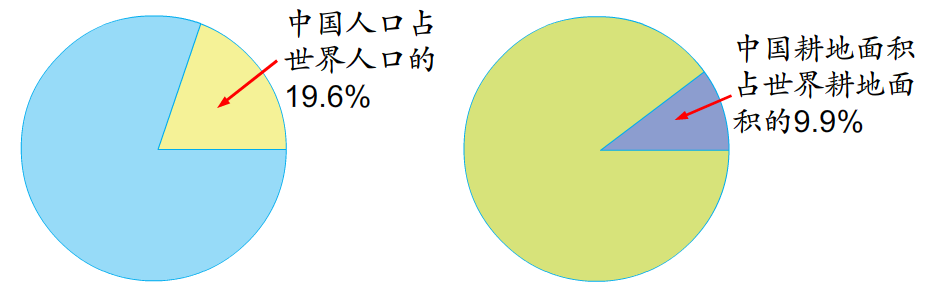 中国人口占
世界人口的
19.6%
中国耕地面积
占世界耕地面
积的9.9%